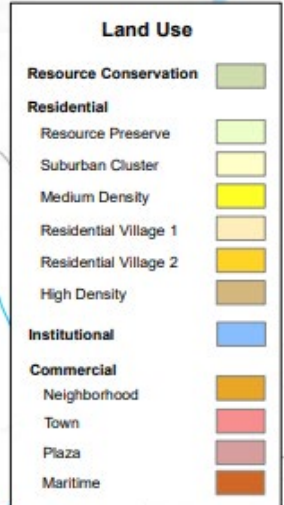 Land Use
Resource Conservation
Residential
Resource Preserve
Suburban Cluster
Medium Density
Residential Village 1
Residential Village 2
High Density
Institutional
Commercial
Neighborhood
Town
Plaza
Maritime